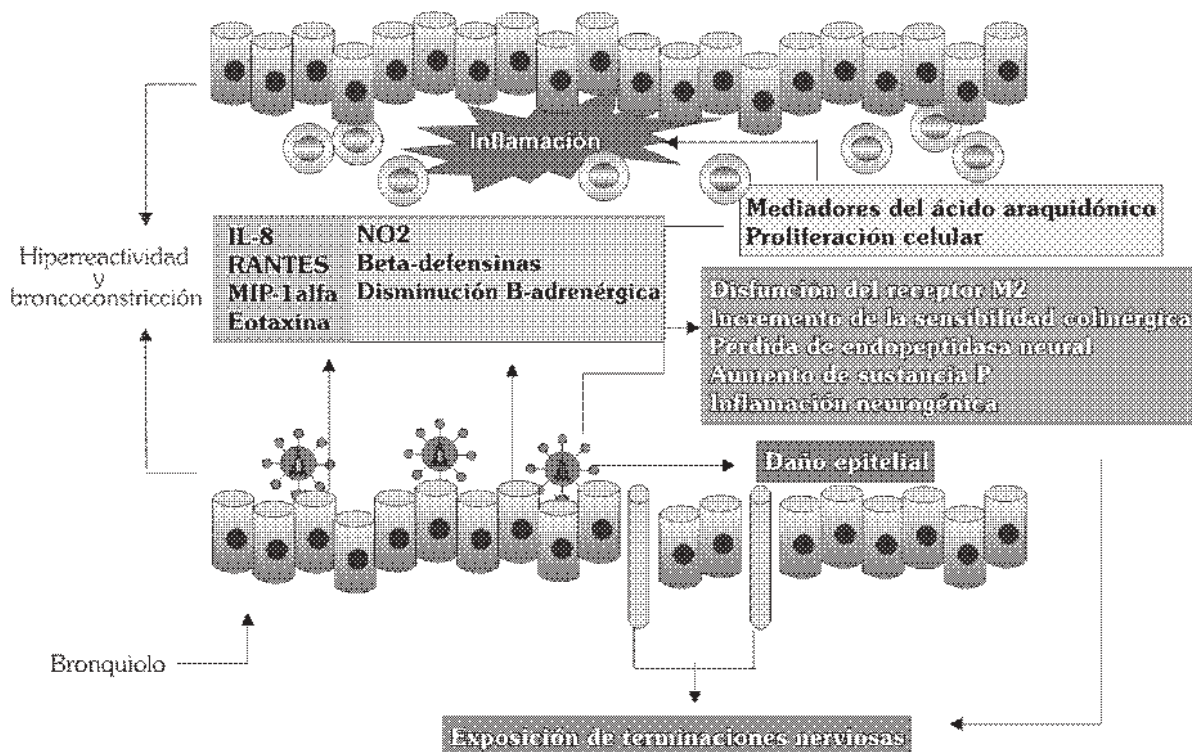 Inflamación
Mediadores del ácido araquidónico
Proliferación celular
IL-8
RANTES
MIP-1alfa
Eotaxina
NO2
Beta-defensinas
Disminución B-adrenérgica
Hiperreactividad
y
broncoconstricción
Disfunción del receptor M2
Incremento de la sensibilidad colinergica
Perdida de endopeptidasa neural
Aumento de sustancia P
Inflamación neurogénica
Daño epitelial
Bronquiolo
Exposición de terminaciones nerviosas